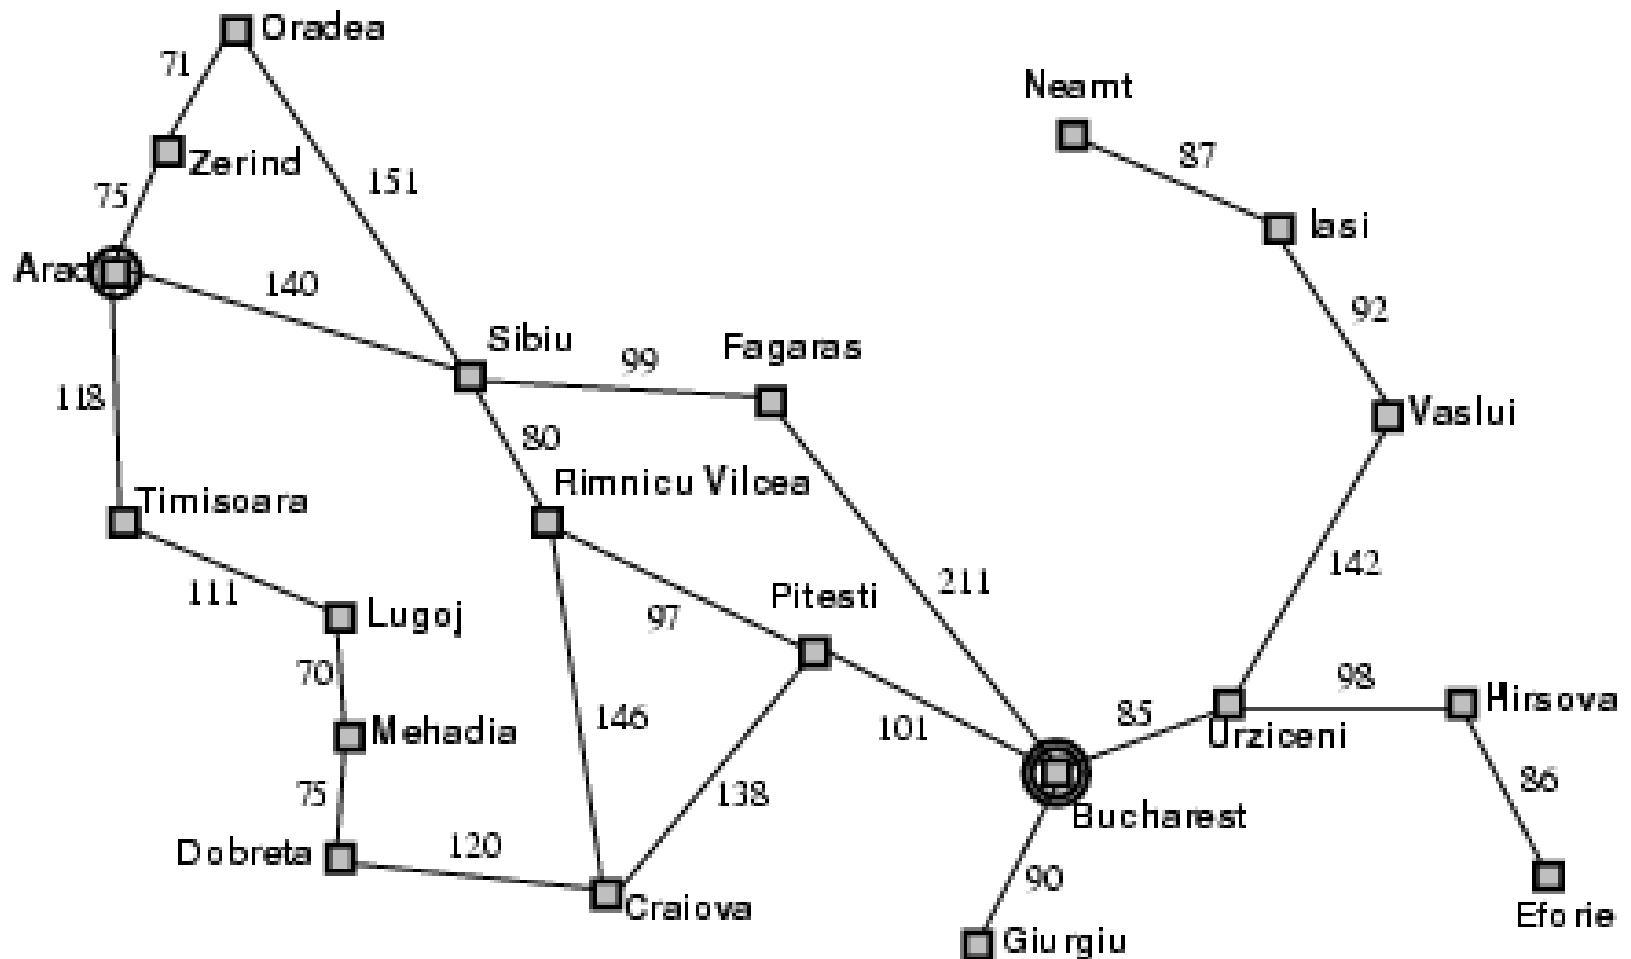 Oradea
71
Neamt
87
Zerind
151
75
Iasi
Arad
140
92
Sibiu
Fagaras
99
118
Vaslui
80
Rimnicu Vilcea
Timisoara
142
211
111
Pitesti
Lugoj
97
70
98
Hirsova
146
85
101
Mehadia
Urziceni
86
138
75
Bucharest
120
Dobreta
90
Craiova
Eforie
Giurgiu